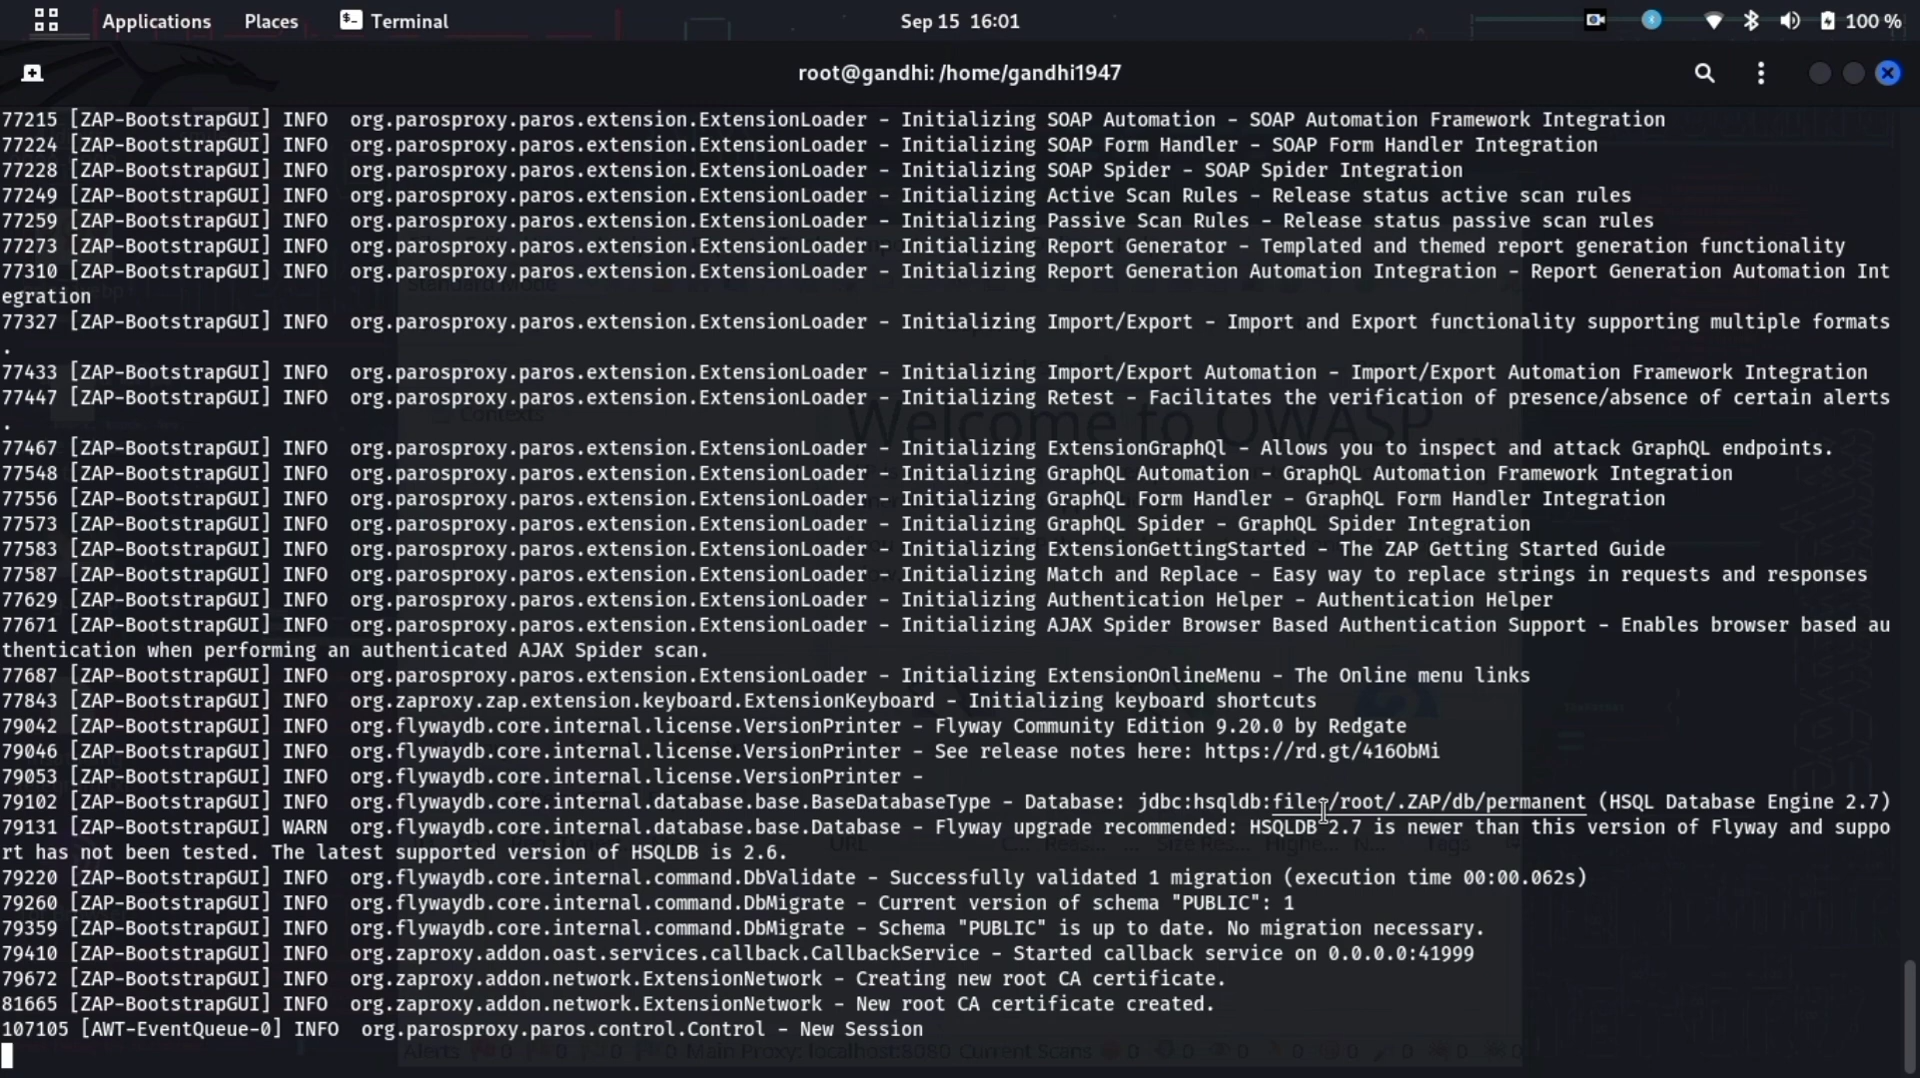 Applications Places Terminal Sep 15 16:01 100 %
root@gandhi: /home/gandhi1947
77215 [ZAP-BootstrapGUI] INFO  org.parosproxy.paros.extension.ExtensionLoader - Initializing SOAP Automation - SOAP Automation Framework Integration
77224 [ZAP-BootstrapGUI] INFO  org.parosproxy.paros.extension.ExtensionLoader - Initializing SOAP Form Handler - SOAP Form Handler Integration
77228 [ZAP-BootstrapGUI] INFO  org.parosproxy.paros.extension.ExtensionLoader - Initializing SOAP Spider - SOAP Spider Integration
77249 [ZAP-BootstrapGUI] INFO  org.parosproxy.paros.extension.ExtensionLoader - Initializing Active Scan Rules - Release status active scan rules
77259 [ZAP-BootstrapGUI] INFO  org.parosproxy.paros.extension.ExtensionLoader - Initializing Passive Scan Rules - Release status passive scan rules
77273 [ZAP-BootstrapGUI] INFO  org.parosproxy.paros.extension.ExtensionLoader - Initializing Report Generator - Templated and themed report generation functionality
77310 [ZAP-BootstrapGUI] INFO  org.parosproxy.paros.extension.ExtensionLoader - Initializing Report Generation Automation Integration - Report Generation Automation Int
egration
Standard Mode
77327 [ZAP-BootstrapGUI] INFO  org.parosproxy.paros.extension.ExtensionLoader - Initializing Import/Export - Import and Export functionality supporting multiple formats
.
77433 [ZAP-BootstrapGUI] INFO  org.parosproxy.paros.extension.ExtensionLoader - Initializing Import/Export Automation - Import/Export Automation Framework Integration
77447 [ZAP-BootstrapGUI] INFO  org.parosproxy.paros.extension.ExtensionLoader - Initializing Retest - Facilitates the verification of presence/absence of certain alerts
.
Contexts
Welcome to OWASP
77467 [ZAP-BootstrapGUI] INFO  org.parosproxy.paros.extension.ExtensionLoader - Initializing ExtensionGraphQl - Allows you to inspect and attack GraphQL endpoints.
77548 [ZAP-BootstrapGUI] INFO  org.parosproxy.paros.extension.ExtensionLoader - Initializing GraphQL Automation - GraphQL Automation Framework Integration
77556 [ZAP-BootstrapGUI] INFO  org.parosproxy.paros.extension.ExtensionLoader - Initializing GraphQL Form Handler - GraphQL Form Handler Integration
77573 [ZAP-BootstrapGUI] INFO  org.parosproxy.paros.extension.ExtensionLoader - Initializing GraphQL Spider - GraphQL Spider Integration
77583 [ZAP-BootstrapGUI] INFO  org.parosproxy.paros.extension.ExtensionLoader - Initializing ExtensionGettingStarted - The ZAP Getting Started Guide
77587 [ZAP-BootstrapGUI] INFO  org.parosproxy.paros.extension.ExtensionLoader - Initializing Match and Replace - Easy way to replace strings in requests and responses
77629 [ZAP-BootstrapGUI] INFO  org.parosproxy.paros.extension.ExtensionLoader - Initializing Authentication Helper - Authentication Helper
77671 [ZAP-BootstrapGUI] INFO  org.parosproxy.paros.extension.ExtensionLoader - Initializing AJAX Spider Browser Based Authentication Support - Enables browser based au
thentication when performing an authenticated AJAX Spider scan.
77687 [ZAP-BootstrapGUI] INFO  org.parosproxy.paros.extension.ExtensionLoader - Initializing ExtensionOnlineMenu - The Online menu links
77843 [ZAP-BootstrapGUI] INFO  org.zaproxy.zap.extension.keyboard.ExtensionKeyboard - Initializing keyboard shortcuts
79042 [ZAP-BootstrapGUI] INFO  org.flywaydb.core.internal.license.VersionPrinter - Flyway Community Edition 9.20.0 by Redgate
79046 [ZAP-BootstrapGUI] INFO  org.flywaydb.core.internal.license.VersionPrinter - See release notes here: https://rd.gt/416ObMi
79053 [ZAP-BootstrapGUI] INFO  org.flywaydb.core.internal.license.VersionPrinter -
79102 [ZAP-BootstrapGUI] INFO  org.flywaydb.core.internal.database.base.BaseDatabaseType - Database: jdbc:hsqldb:file:/root/.ZAP/db/permanent (HSQL Database Engine 2.7)
79131 [ZAP-BootstrapGUI] WARN  org.flywaydb.core.internal.database.base.Database - Flyway upgrade recommended: HSQLDB 2.7 is newer than this version of Flyway and suppo
rt has not been tested. The latest supported version of HSQLDB is 2.6.
URL Size Res... Highe... N... Tags
79220 [ZAP-BootstrapGUI] INFO  org.flywaydb.core.internal.command.DbValidate - Successfully validated 1 migration (execution time 00:00.062s)
79260 [ZAP-BootstrapGUI] INFO  org.flywaydb.core.internal.command.DbMigrate - Current version of schema "PUBLIC": 1
79359 [ZAP-BootstrapGUI] INFO  org.flywaydb.core.internal.command.DbMigrate - Schema "PUBLIC" is up to date. No migration necessary.
79410 [ZAP-BootstrapGUI] INFO  org.zaproxy.addon.oast.services.callback.CallbackService - Started callback service on 0.0.0.0:41999
79672 [ZAP-BootstrapGUI] INFO  org.zaproxy.addon.network.ExtensionNetwork - Creating new root CA certificate.
81665 [ZAP-BootstrapGUI] INFO  org.zaproxy.addon.network.ExtensionNetwork - New root CA certificate created.
107105 [AWT-EventQueue-0] INFO  org.parosproxy.paros.control.Control - New Session
Alerts 0 0 0 0 Main Proxy: localhost:8080 Current Scans 0 0 0 0 0 0 0